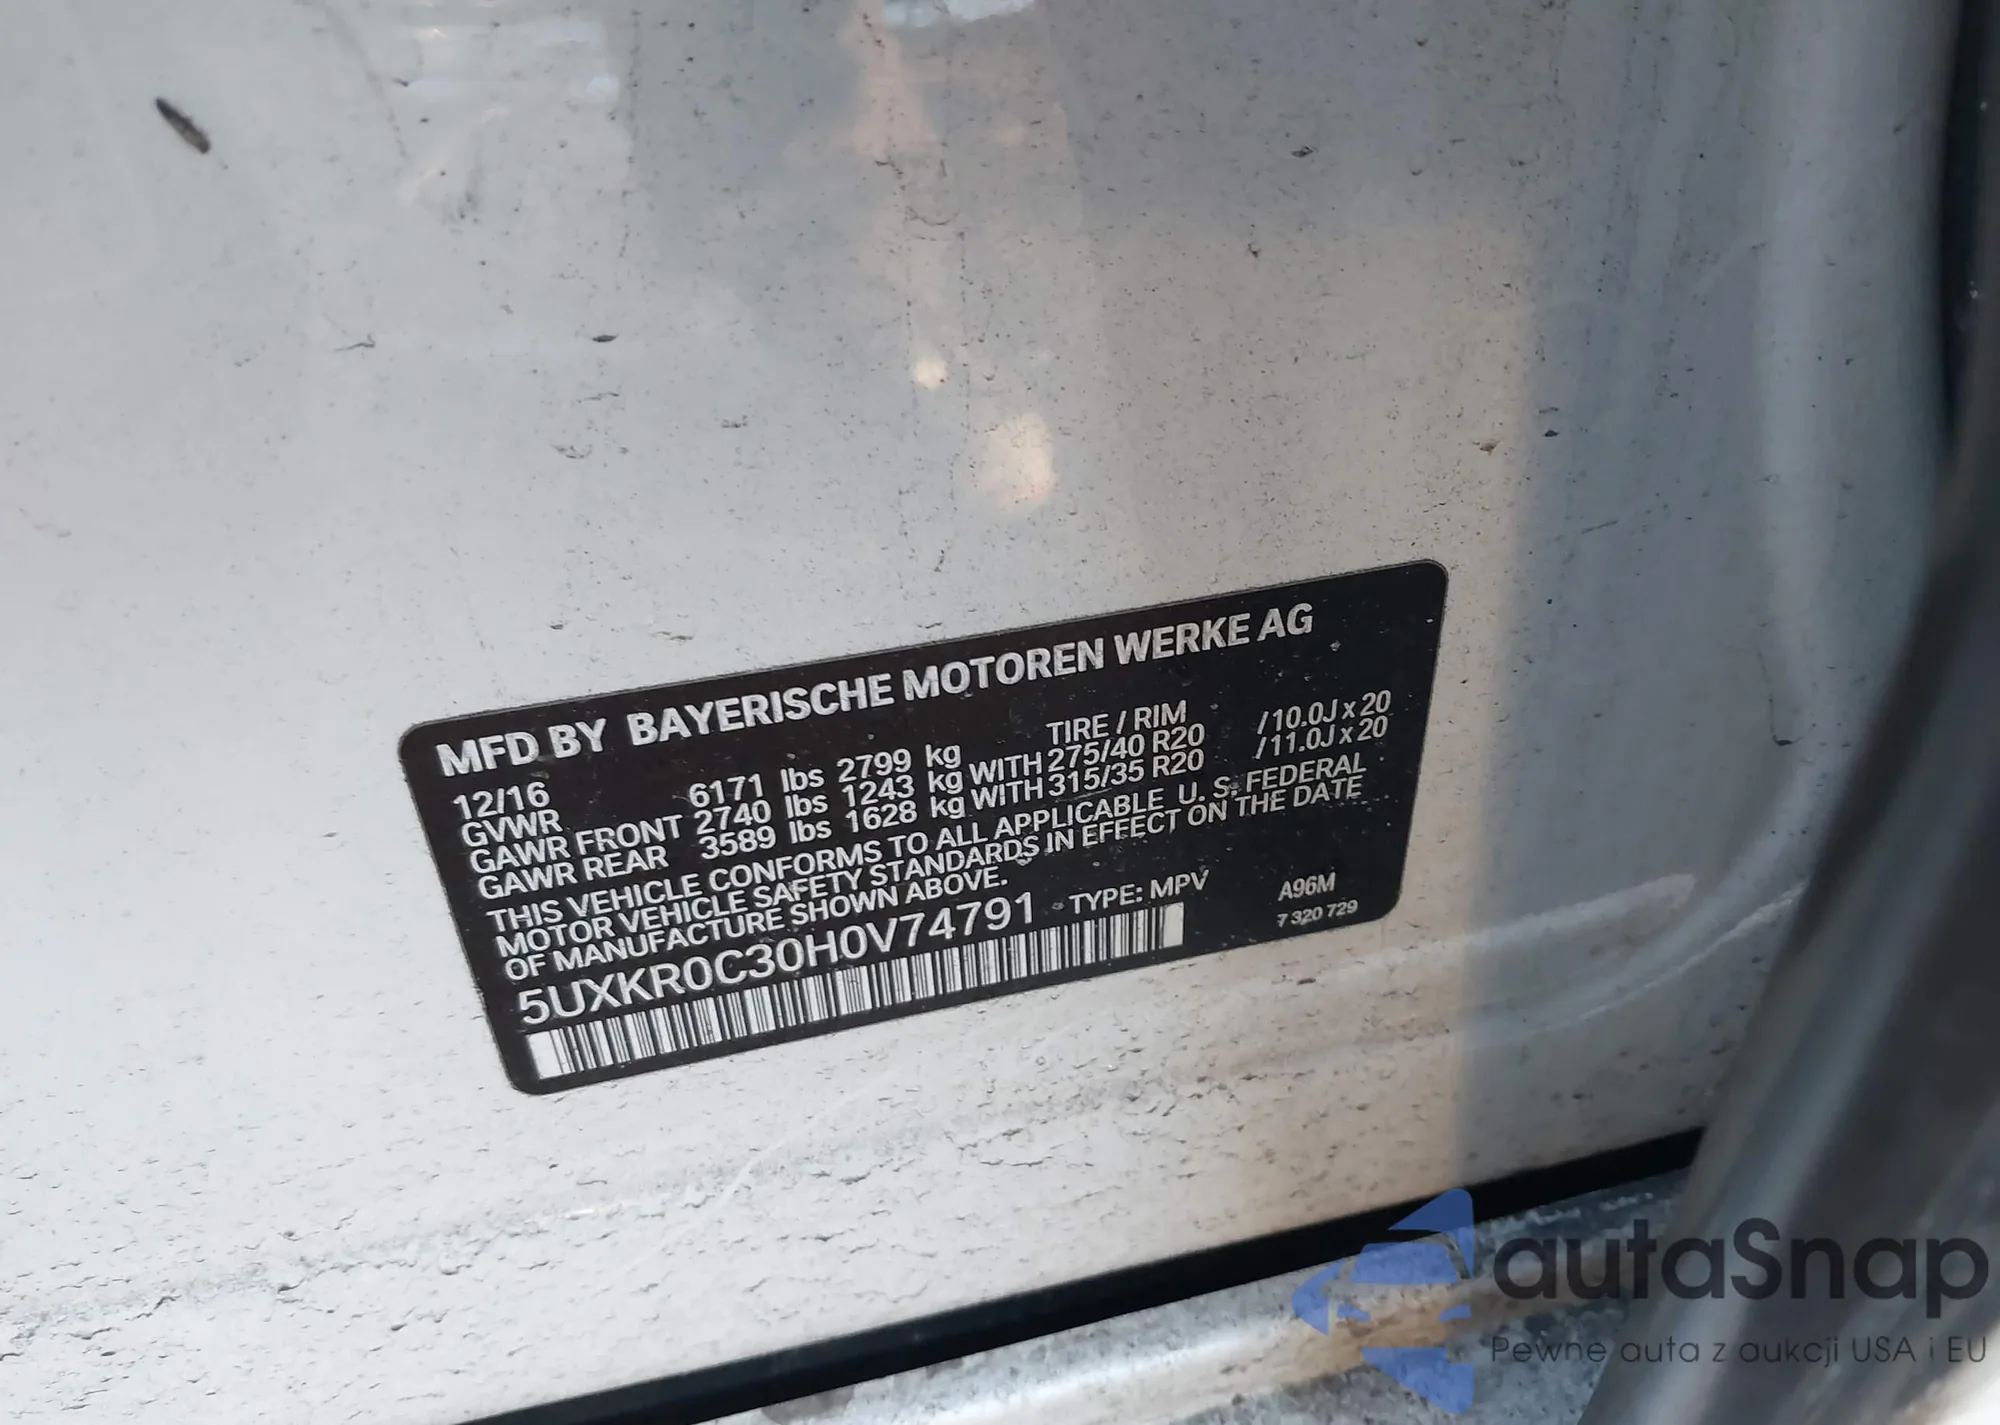 MFD BY BAYERISCHE MOTOREN WERKE AG
12/16 TIRE / RIM
GVWR 6171 lbs 2799 kg
GAWR FRONT 2740 lbs 1243 kg WITH 275/40 R20 /10.0J x 20
GAWR REAR 3589 lbs 1628 kg WITH 315/35 R20 /11.0J x 20
THIS VEHICLE CONFORMS TO ALL APPLICABLE U. S. FEDERAL
MOTOR VEHICLE SAFETY STANDARDS IN EFFECT ON THE DATE
OF MANUFACTURE SHOWN ABOVE.
5UXKR0C30H0V74791 TYPE: MPV A96M
7 320 729
autaSnap
Pewne auta z aukcji USA i EU